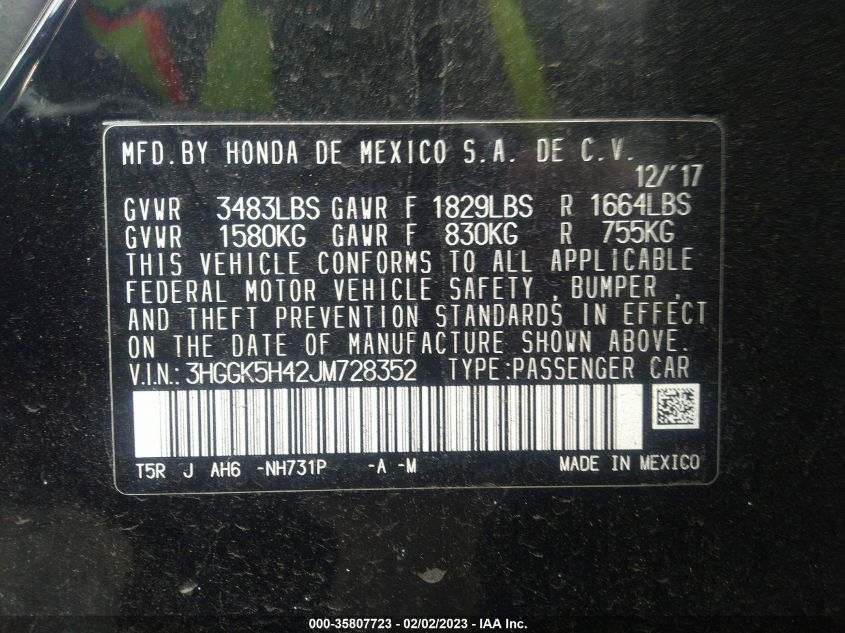 MFD.BY HONDA DE MEXICO S.A. DE C.V.
12/'17
GVWR 3483LBS GAWR F 1829LBS R 1664LBS
GVWR 1580KG GAWR F 830KG R 755KG
THIS VEHICLE CONFORMS TO ALL APPLICABLE
FEDERAL MOTOR VEHICLE SAFETY , BUMPER ,
AND THEFT PREVENTION STANDARDS IN EFFECT
ON THE DATE OF MANUFACTURE SHOWN ABOVE.
V.I.N.: 3HGGK5H42JM728352 TYPE:PASSENGER CAR
T5R J AH6 -NH731P -A -M MADE IN MEXICO
000-35807723 - 02/02/2023 - IAA Inc.